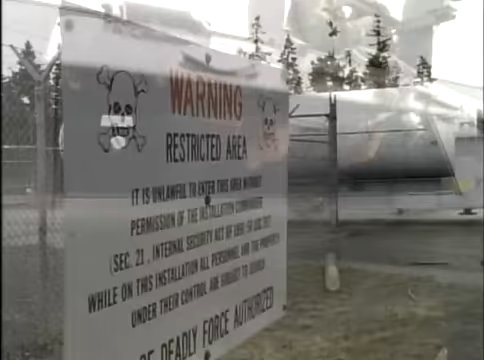 WARNING
RESTRICTED AREA
IT IS UNLAWFUL TO ENTER THIS AREA WITHOUT
PERMISSION OF THE INSTALLATION COMMANDER
(SEC. 21, INTERNAL SECURITY ACT OF 1950
WHILE ON THIS INSTALLATION ALL PERSONNEL AND THE PROPERTY
UNDER THEIR CONTROL ARE SUBJECT TO SEARCH
OF DEADLY FORCE AUTHORIZED